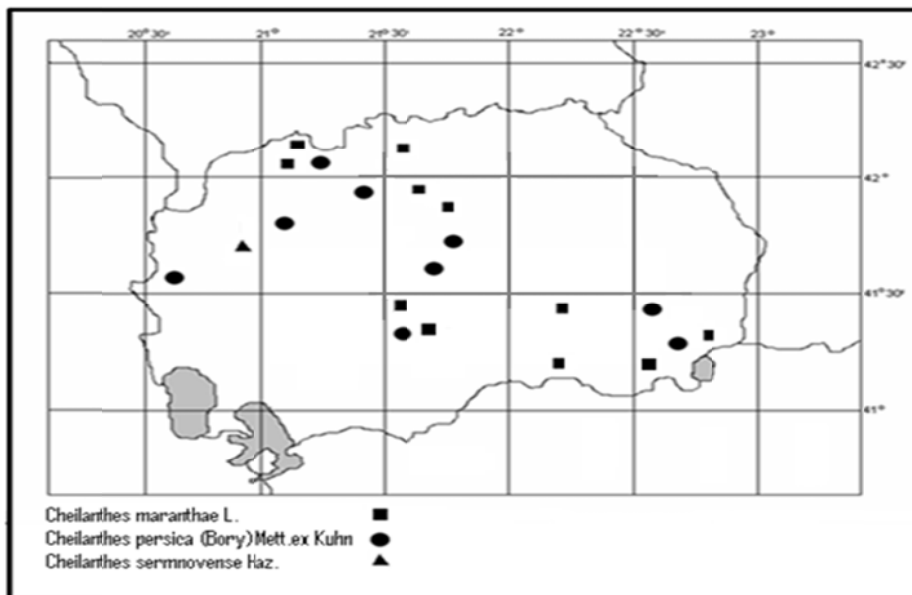 20°30' 21° 21°30' 22° 22°30' 23°
42°30'
42°
41°30'
41°
Cheilanthes maranthae L.
Cheilanthes persica (Bory)Mett.ex Kuhn
Cheilanthes sermnovense Haz.